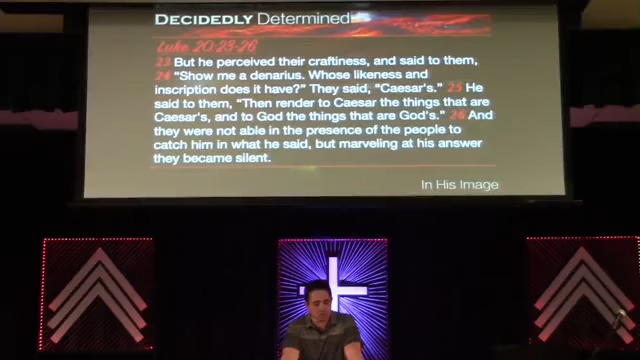 DECIDEDLY Determined
Luke 20:23-26
23 But he perceived their craftiness, and said to them,
24 “Show me a denarius. Whose likeness and
inscription does it have?” They said, “Caesar's.” 25 He
said to them, “Then render to Caesar the things that are
Caesar's, and to God the things that are God's.” 26 And
they were not able in the presence of the people to
catch him in what he said, but marveling at his answer
they became silent.
In His Image